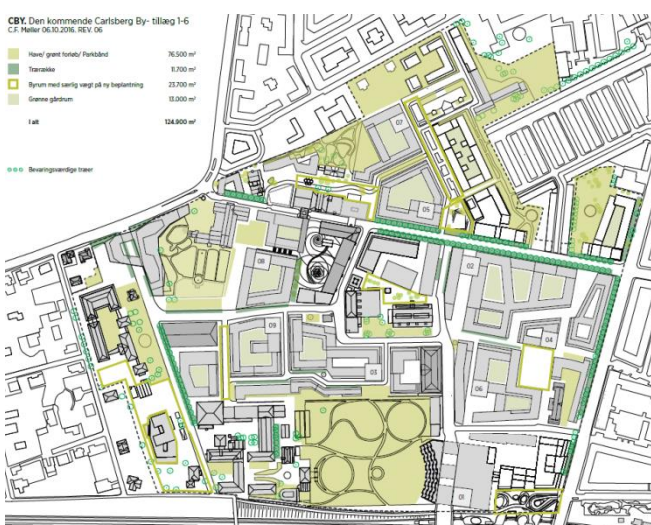 CBY. Den kommende Carlsberg By- tillæg 1-6
C.F. Møller 06.10.2016. REV. 06
Have/ grønt forløb/ Parkbånd 76.500 m²
Trærække 11.700 m²
Byrum med særlig vægt på ny beplantning 23.700 m²
Grønne gårdrum 13.000 m²
I alt 124.900 m²
Bevaringsværdige træer
07
05
08
02
09
04
03
06
01